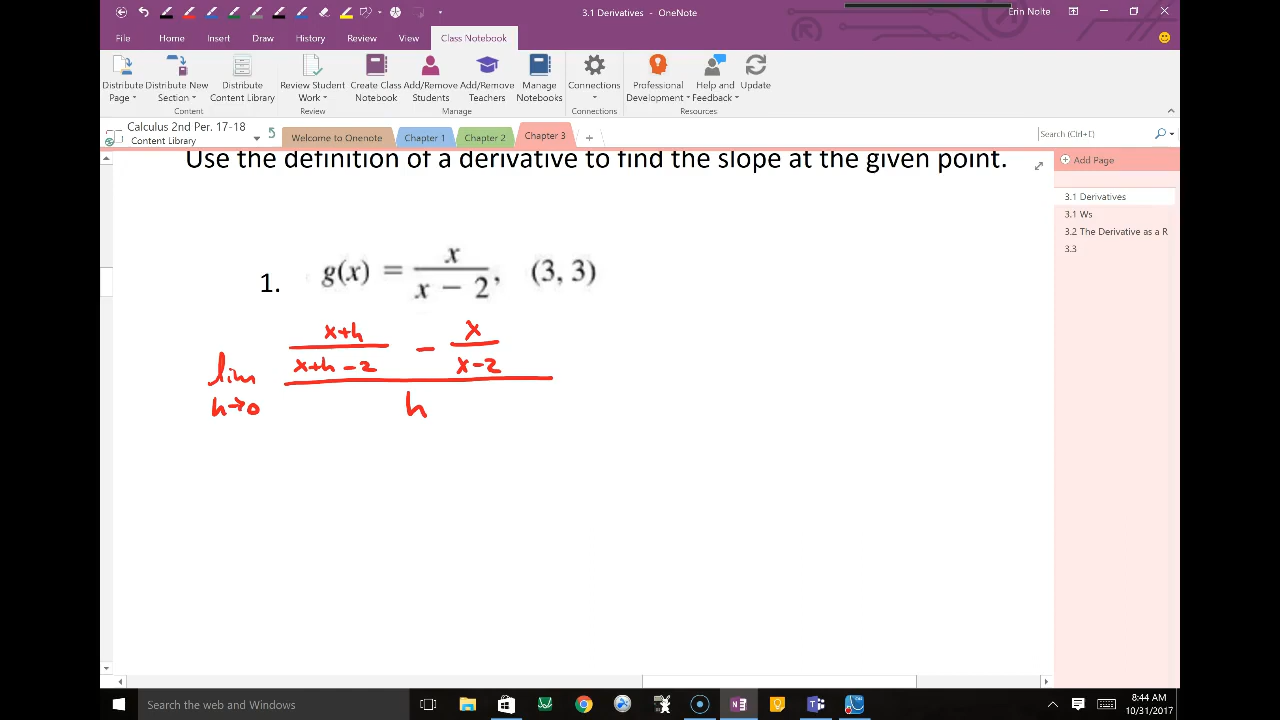 3.1 Derivatives - OneNote
Erin Nolte
File Home Insert Draw History Review View Class Notebook
Distribute Page Distribute New Section Distribute Content Library Review Student Work Create Class Notebook Add/Remove Students Add/Remove Teachers Manage Notebooks Connections Professional Development Help and Feedback Update
Content Review Manage Connections Resources
Calculus 2nd Per. 17-18
Content Library
Welcome to Onenote Chapter 1 Chapter 2 Chapter 3 +
Search (Ctrl+E)
Add Page
3.1 Derivatives
3.1 Ws
3.2 The Derivative as a R
3.3
Use the definition of a derivative to find the slope at the given point.
1. g(x) = x / (x − 2), (3, 3)
x+h x
x+h-2 − x-2
lim
h→0 h
Search the web and Windows
8:44 AM
10/31/2017